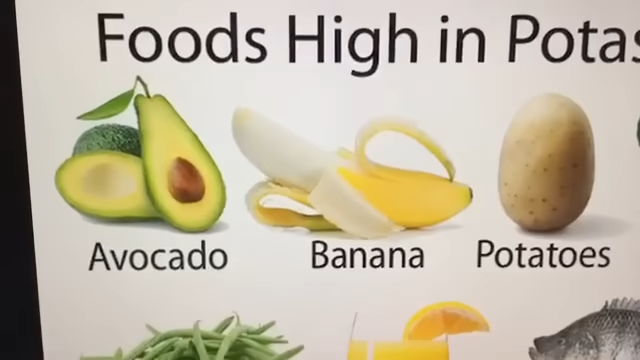 Foods High in Potas
Avocado
Banana
Potatoes